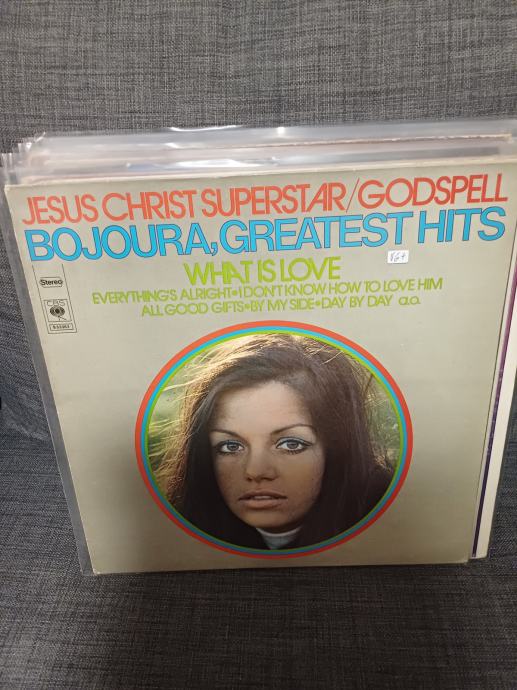 JESUS CHRIST SUPERSTAR/GODSPELL
BOJOURA, GREATEST HITS
VG+
WHAT IS LOVE
Stereo
EVERYTHING'S ALRIGHT•I DON'T KNOW HOW TO LOVE HIM
ALL GOOD GIFTS•BY MY SIDE•DAY BY DAY a.o.
CBS